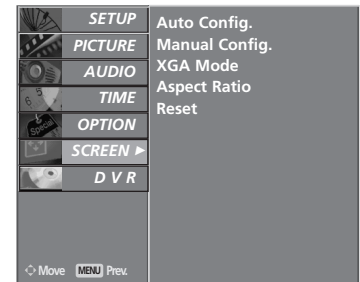 SETUP
PICTURE
AUDIO
TIME
OPTION
SCREEN ►
D V R
Auto Config.
Manual Config.
XGA Mode
Aspect Ratio
Reset
Move MENU Prev.